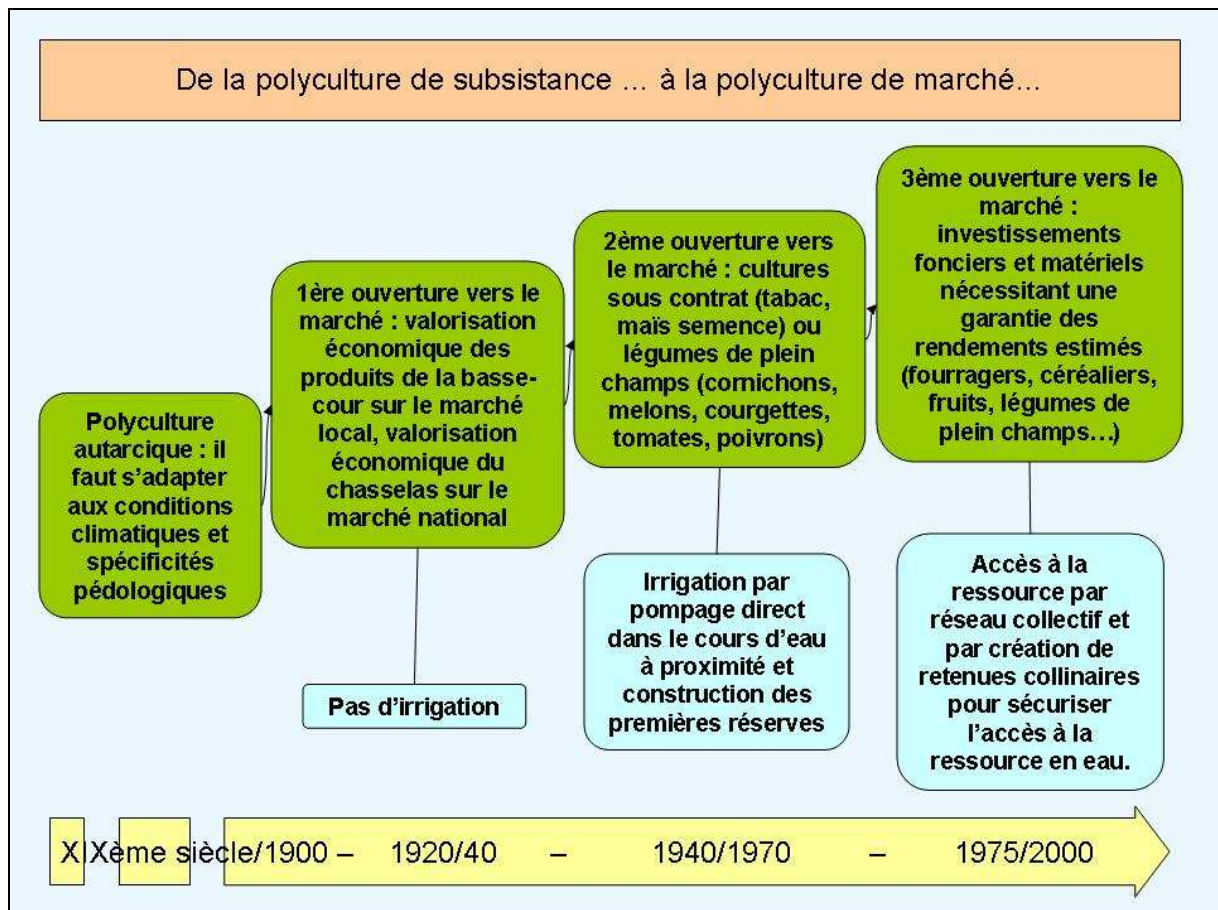 De la polyculture de subsistance … à la polyculture de marché…
Polyculture
autarcique : il
faut s’adapter
aux conditions
climatiques et
spécificités
pédologiques
1ère ouverture vers le
marché : valorisation
économique des
produits de la basse-
cour sur le marché
local, valorisation
économique du
chasselas sur le
marché national
2ème ouverture vers
le marché : cultures
sous contrat (tabac,
maïs semence) ou
légumes de plein
champs (cornichons,
melons, courgettes,
tomates, poivrons)
3ème ouverture vers le
marché :
investissements
fonciers et matériels
nécessitant une
garantie des
rendements estimés
(fourragers, céréaliers,
fruits, légumes de
plein champs…)
Pas d’irrigation
Irrigation par
pompage direct
dans le cours d’eau
à proximité et
construction des
premières réserves
Accès à la
ressource par
réseau collectif et
par création de
retenues collinaires
pour sécuriser
l’accès à la
ressource en eau.
XIXème siècle/1900 – 1920/40 – 1940/1970 – 1975/2000